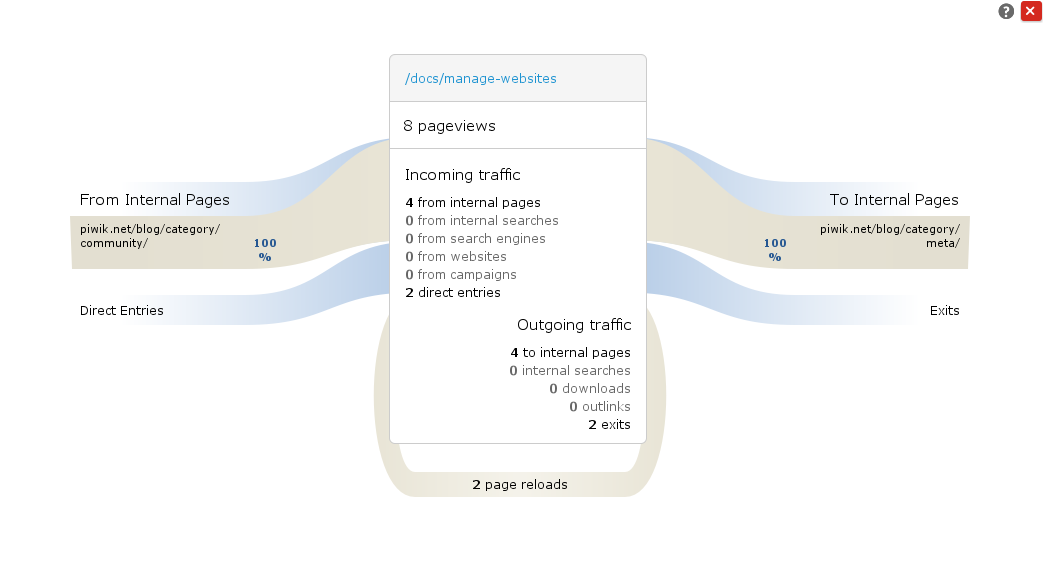 ?
/docs/manage-websites
8 pageviews
Incoming traffic
4 from internal pages
0 from internal searches
0 from search engines
0 from websites
0 from campaigns
2 direct entries
Outgoing traffic
4 to internal pages
0 internal searches
0 downloads
0 outlinks
2 exits
2 page reloads
From Internal Pages
piwik.net/blog/category/
community/
100
%
Direct Entries
To Internal Pages
piwik.net/blog/category/
meta/
100
%
Exits